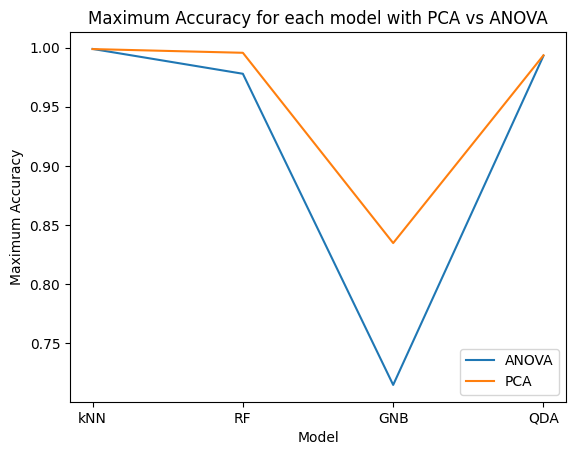 Maximum Accuracy for each model with PCA vs ANOVA
1.00
0.95
0.90
0.85
0.80
0.75
Maximum Accuracy
kNN
RF
GNB
QDA
Model
ANOVA
PCA